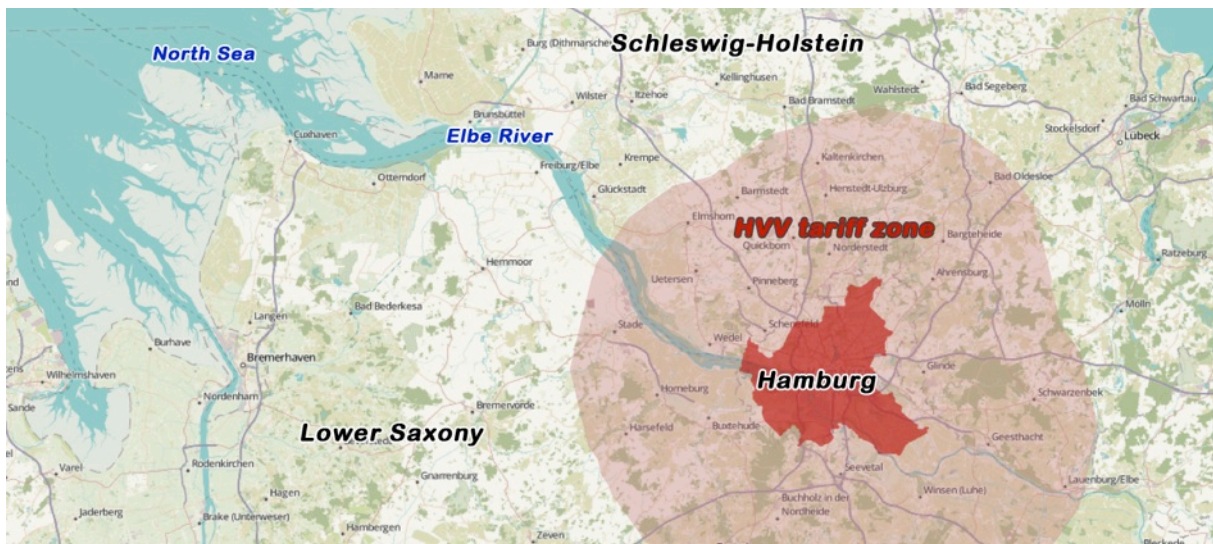 North Sea
Burg (Dithmarscher
Schleswig-Holstein
Marne
Kellinghusen
Wahlstedt
Bad Segeberg
Wilster
Itzehoe
Bad Bramstedt
Bad Schwartau
Brunsbüttel
Stockelsdorf
Lübeck
Cuxhaven
Elbe River
Freiburg/Elbe
Krempe
Kaltenkirchen
Otterndorf
Glückstadt
Barmstedt
Henstedt-Ulzburg
Bad Oldesloe
Elmshorn
HVV tariff zone
Bargteheide
Quickborn
Norderstedt
Ratzeburg
Hemmoor
Uetersen
Pinneberg
Ahrensburg
Bad Bederkesa
Mölln
Langen
Stade
Schenefeld
Burhave
Wedel
Bremerhaven
Glinde
Wilhelmshaven
Hamburg
Nordenham
Horneburg
Schwarzenbek
Sande
Bremervörde
Buxtehude
Lower Saxony
Harsefeld
Geesthacht
Varel
Rodenkirchen
Gnarrenburg
Seevetal
Lauenburg/Elbe
Hagen
Buchholz in der
Nordheide
Winsen (Luhe)
Jaderberg
Brake (Unterweser)
Hambergen
Zeven